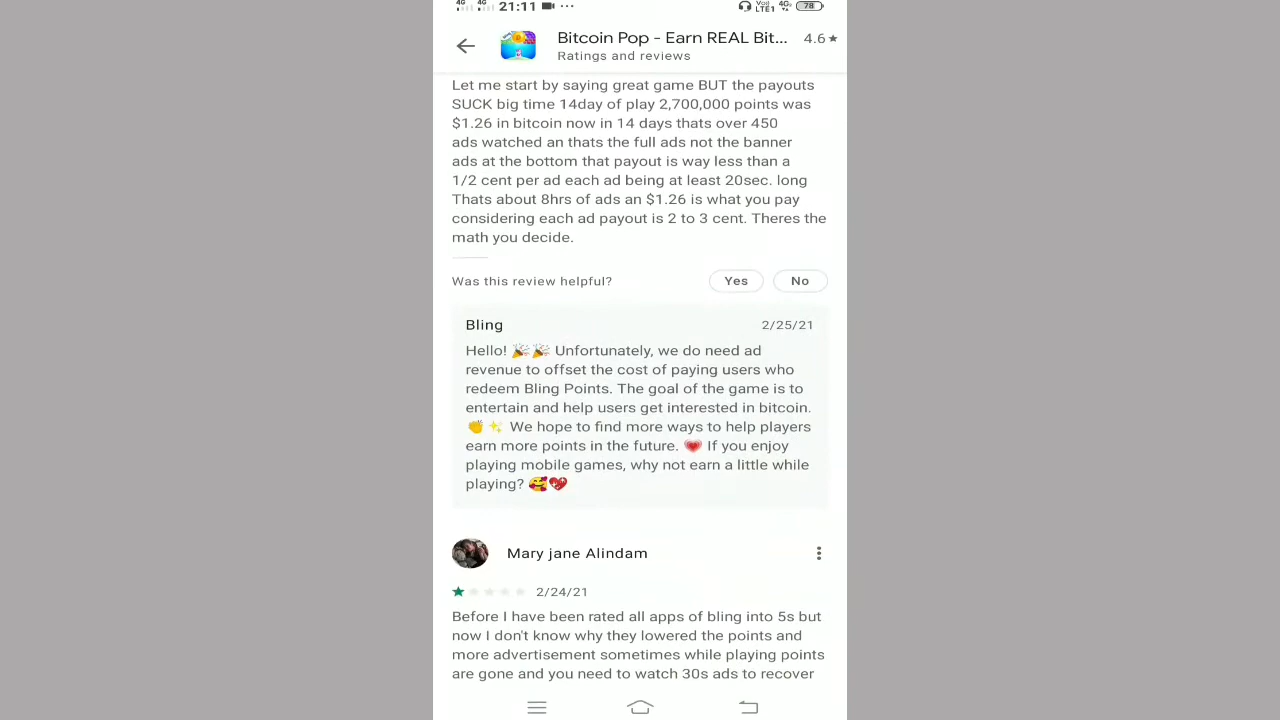 4G 4G 21:11 ... VoD LTE1 4G 78
Bitcoin Pop - Earn REAL Bit... 4.6★
Ratings and reviews
Let me start by saying great game BUT the payouts
SUCK big time 14day of play 2,700,000 points was
$1.26 in bitcoin now in 14 days thats over 450
ads watched an thats the full ads not the banner
ads at the bottom that payout is way less than a
1/2 cent per ad each ad being at least 20sec. long
Thats about 8hrs of ads an $1.26 is what you pay
considering each ad payout is 2 to 3 cent. Theres the
math you decide.
Was this review helpful? Yes No
Bling 2/25/21
Hello! 🎉🎉 Unfortunately, we do need ad
revenue to offset the cost of paying users who
redeem Bling Points. The goal of the game is to
entertain and help users get interested in bitcoin.
👏✨ We hope to find more ways to help players
earn more points in the future. 💗 If you enjoy
playing mobile games, why not earn a little while
playing? 🥰💖
Mary jane Alindam
2/24/21
Before I have been rated all apps of bling into 5s but
now I don't know why they lowered the points and
more advertisement sometimes while playing points
are gone and you need to watch 30s ads to recover